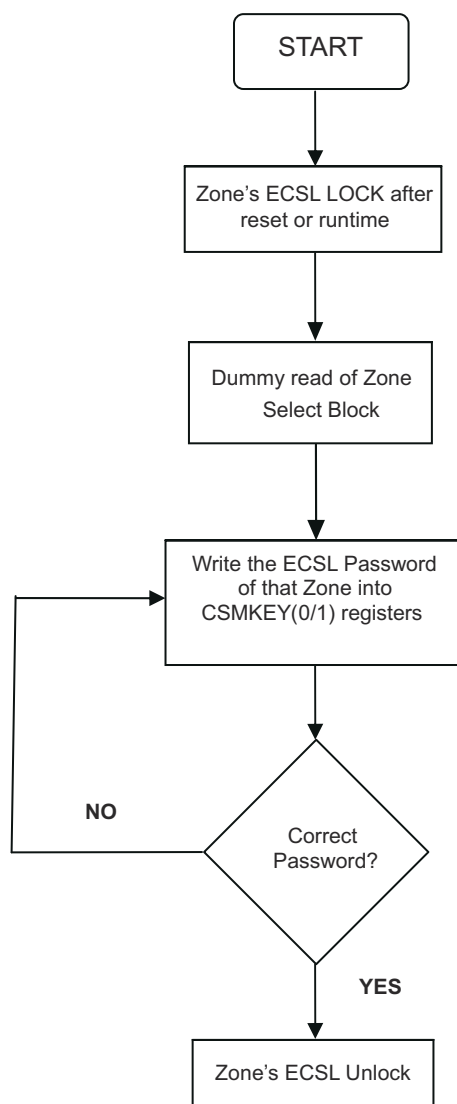 START
Zone's ECSL LOCK after
reset or runtime
Dummy read of Zone
Select Block
Write the ECSL Password
of that Zone into
CSMKEY(0/1) registers
NO
Correct
Password?
YES
Zone's ECSL Unlock